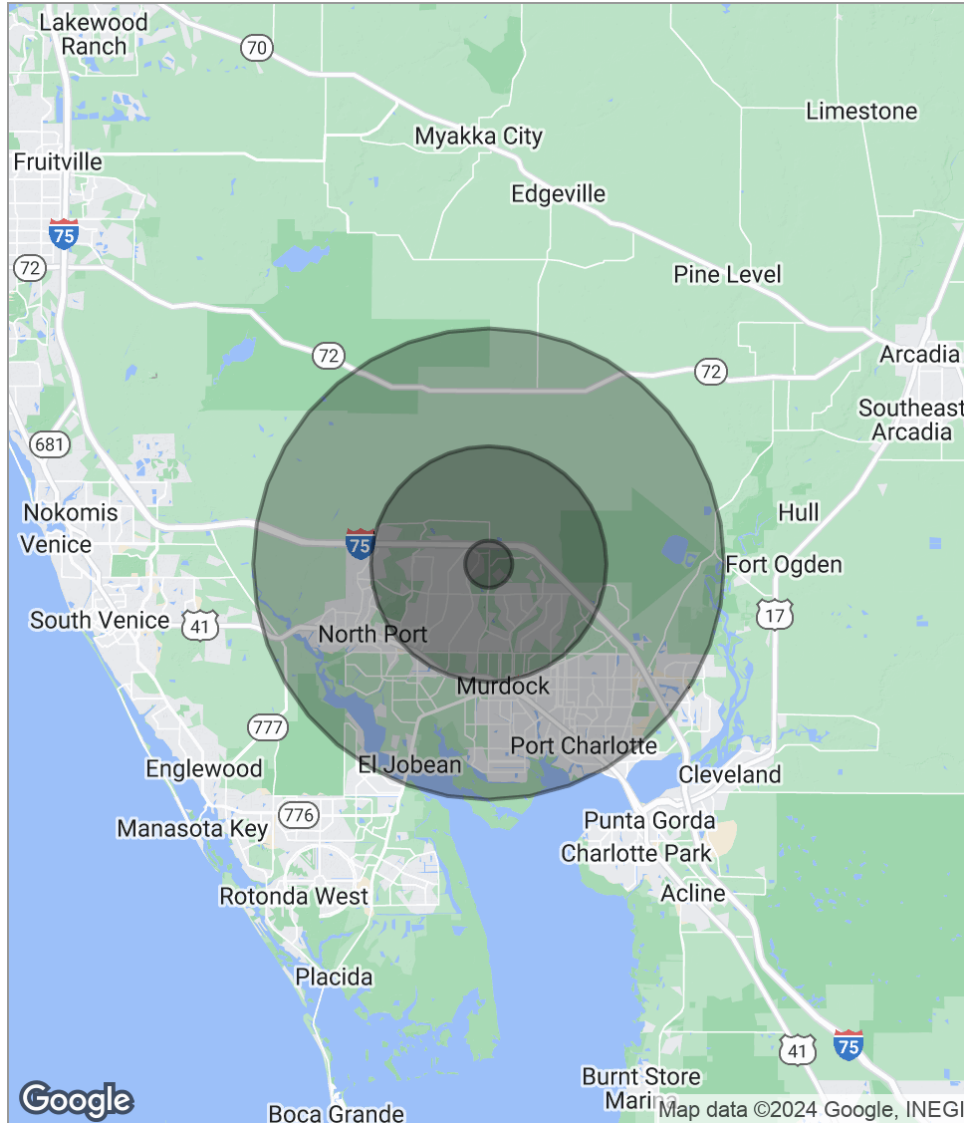 Lakewood
Ranch
70
Limestone
Myakka City
Fruitville
Edgeville
75
72
Pine Level
72
72
Arcadia
Southeast
Arcadia
681
Nokomis
Hull
Venice
75
Fort Ogden
South Venice
41
17
North Port
Murdock
777
Port Charlotte
El Jobean
Englewood
Cleveland
776
Manasota Key
Punta Gorda
Charlotte Park
Rotonda West
Acline
Placida
41
75
Burnt Store
Marina
Google
Boca Grande
Map data ©2024 Google, INEGI